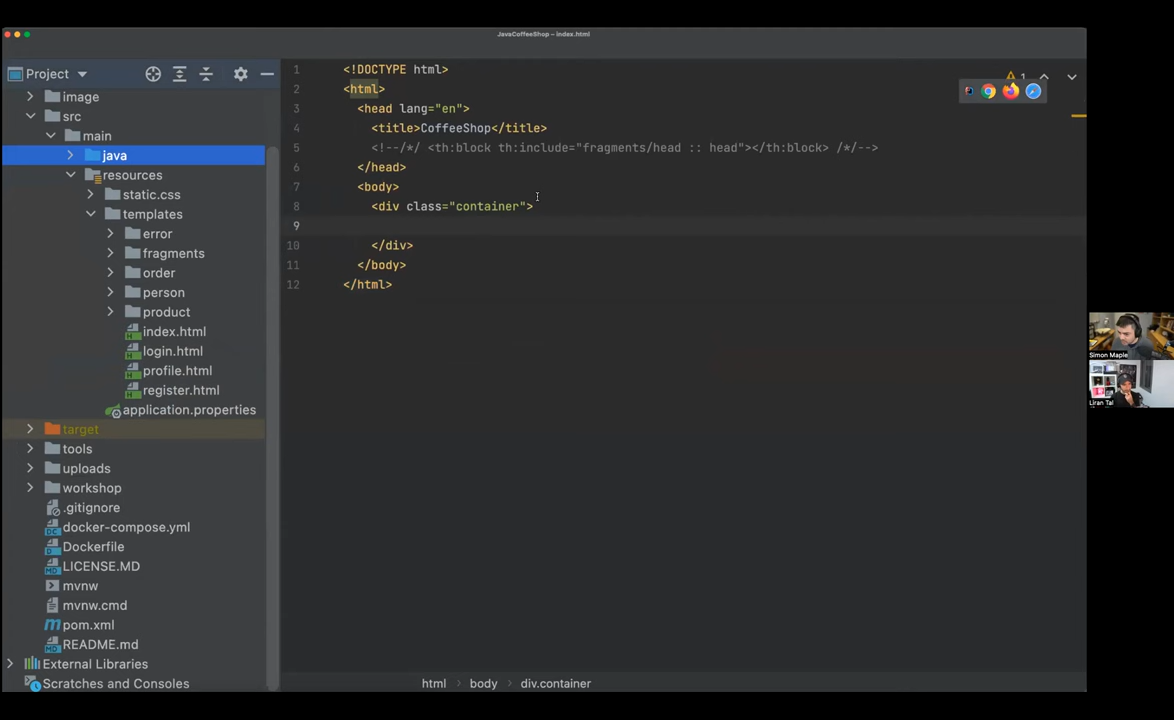 JavaCoffeeShop – index.html
Project
image
src
main
java
resources
static.css
templates
error
fragments
order
person
product
index.html
login.html
profile.html
register.html
application.properties
target
tools
uploads
workshop
.gitignore
docker-compose.yml
Dockerfile
LICENSE.MD
mvnw
mvnw.cmd
pom.xml
README.md
External Libraries
Scratches and Consoles
1 <!DOCTYPE html>
2 <html>
3 <head lang="en">
4 <title>CoffeeShop</title>
5 <!--/*/ <th:block th:include="fragments/head :: head"></th:block> /*/-->
6 </head>
7 <body>
8 <div class="container">
9
10 </div>
11 </body>
12 </html>
1
html body div.container
Simon Maple
Liran Tal